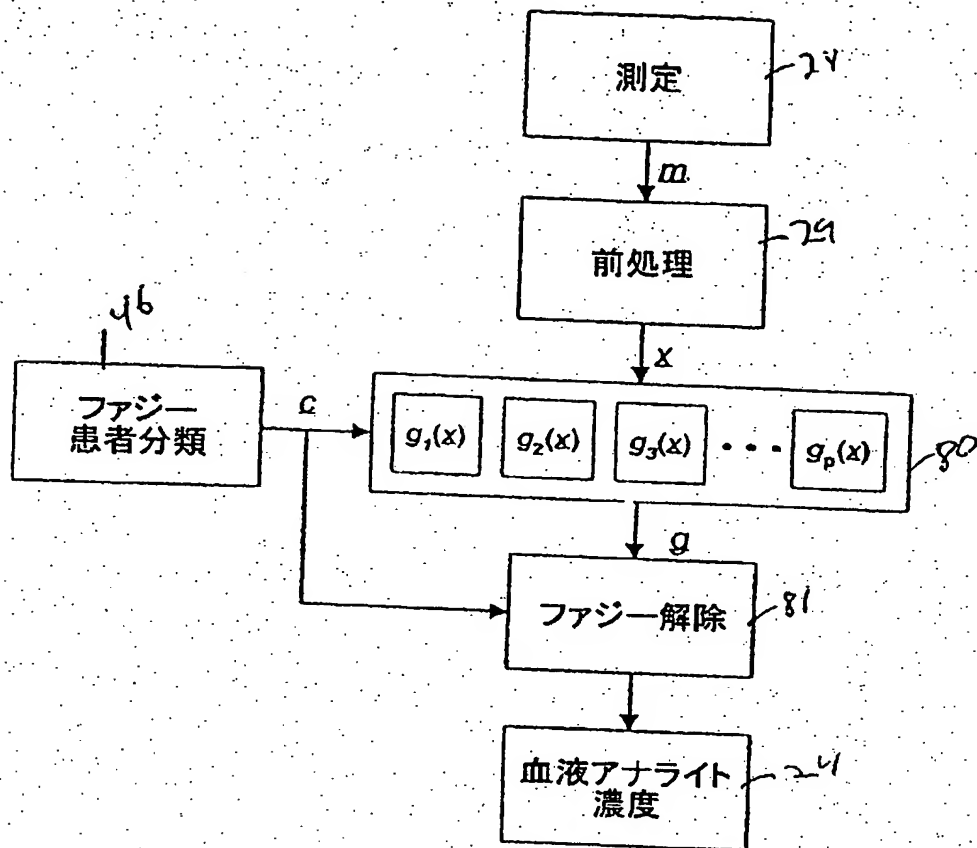 測定
24
m
前処理
29
x
46
ファジー
患者分類
c
g₁(x) g₂(x) g₃(x) ··· gₚ(x)
80
g
ファジー解除
81
血液アナライト
濃度
24